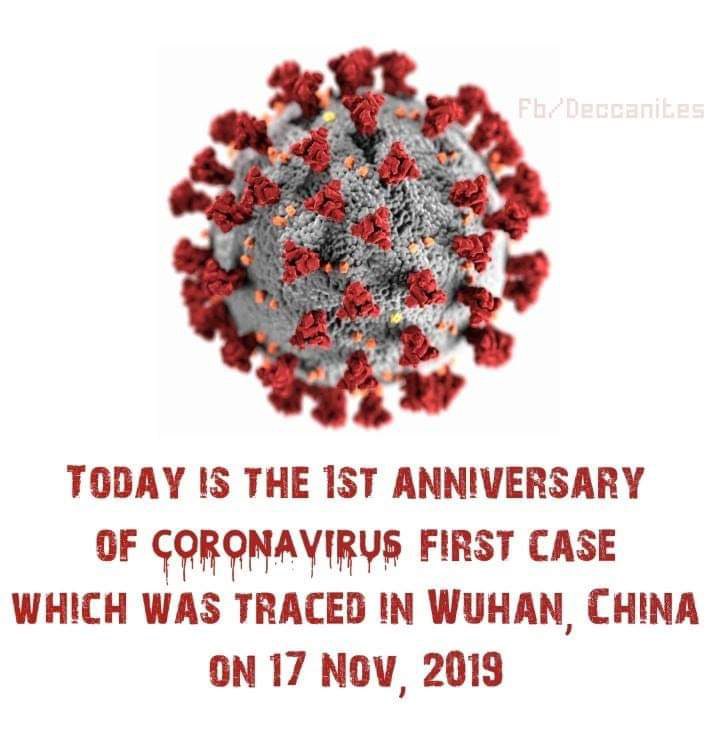 Fb/Deccanites
TODAY IS THE 1ST ANNIVERSARY
OF CORONAVIRUS FIRST CASE
WHICH WAS TRACED IN WUHAN, CHINA
ON 17 NOV, 2019